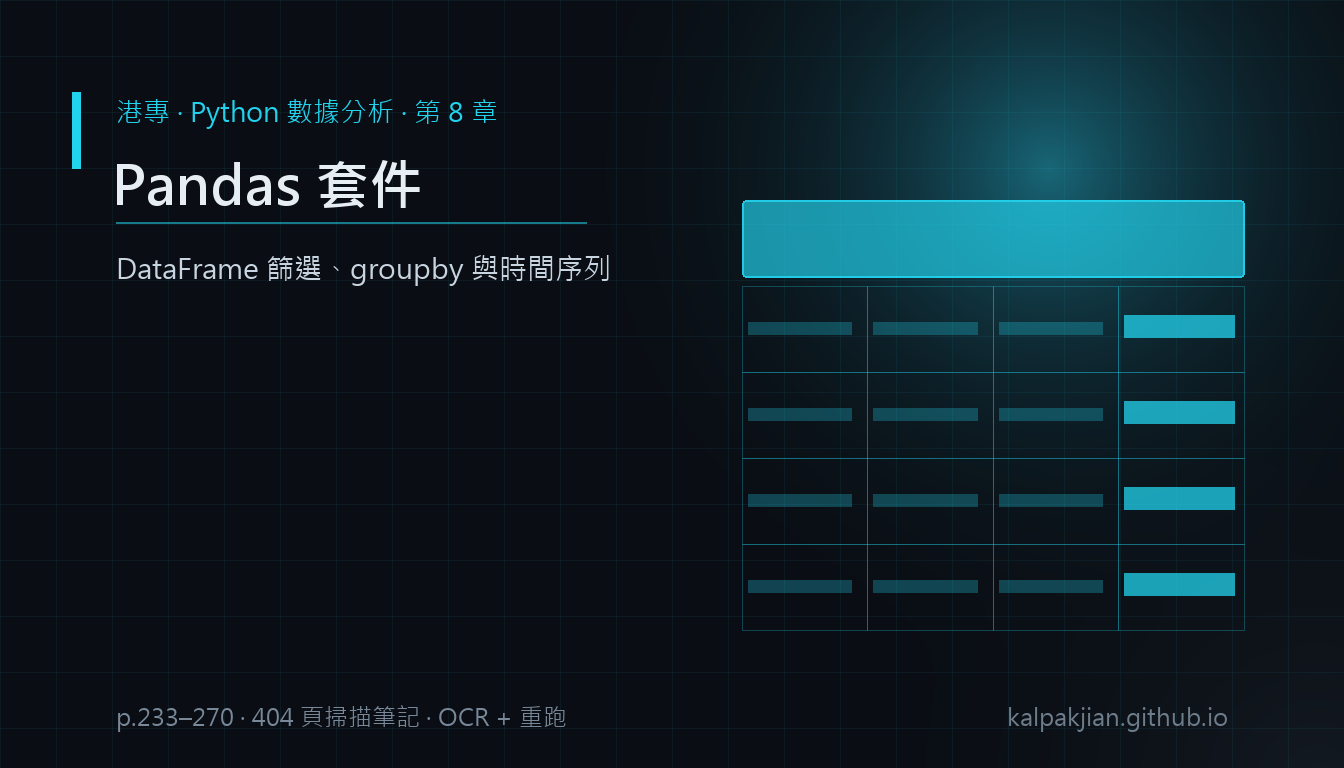 港專 · Python 數據分析 · 第 8 章
Pandas 套件
DataFrame 篩選、groupby 與時間序列
p.233–270 · 404 頁掃描筆記 · OCR + 重跑
kalpakjian.github.io